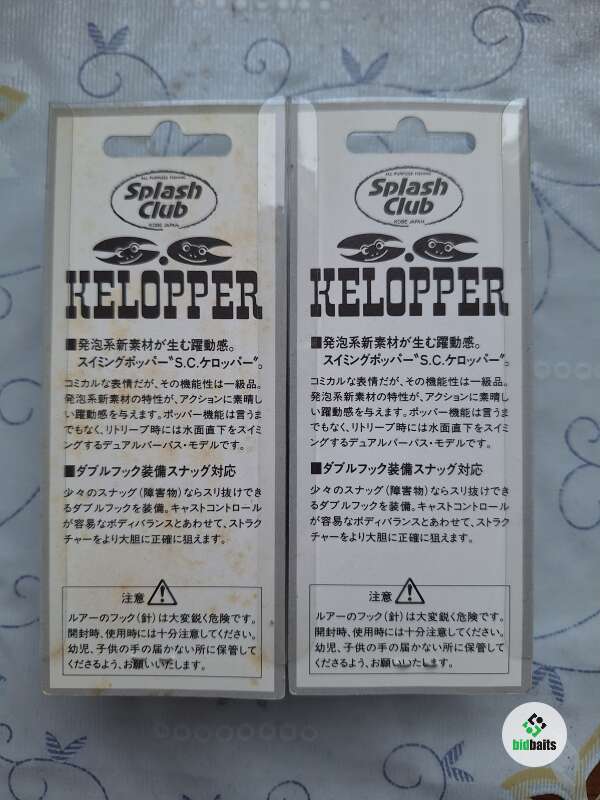 ALL PURPOSE FISHING
Splash
Club
KOBE JAPAN
KELOPPER
■発泡系新素材が生む躍動感。
スイミングポッパー“S.C.ケロッパー”。
コミカルな表情だが、その機能性は一級品。
発泡系新素材の特性が、アクションに素晴し
い躍動感を与えます。ポッパー機能は言うま
でもなく、リトリーブ時には水面直下をスイミ
ングするデュアルパーパス・モデルです。
■ダブルフック装備スナッグ対応
少々のスナッグ(障害物)ならスリ抜けでき
るダブルフックを装備。キャストコントロール
が容易なボディバランスとあわせて、ストラク
チャーをより大胆に正確に狙えます。
注意
ルアーのフック(針)は大変鋭く危険です。
開封時、使用時には十分注意してください。
幼児、子供の手の届かない所に保管して
くださるよう、お願いいたします。
ALL PURPOSE FISHING
Splash
Club
KOBE JAPAN
KELOPPER
■発泡系新素材が生む躍動感。
スイミングポッパー“S.C.ケロッパー”。
コミカルな表情だが、その機能性は一級品。
発泡系新素材の特性が、アクションに素晴し
い躍動感を与えます。ポッパー機能は言うま
でもなく、リトリーブ時には水面直下をスイミ
ングするデュアルパーパス・モデルです。
■ダブルフック装備スナッグ対応
少々のスナッグ(障害物)ならスリ抜けでき
るダブルフックを装備。キャストコントロール
が容易なボディバランスとあわせて、ストラク
チャーをより大胆に正確に狙えます。
注意
ルアーのフック(針)は大変鋭く危険です。
開封時、使用時には十分注意してください。
幼児、子供の手の届かない所に保管して
くださるよう、お願いいたします。
bidbaits